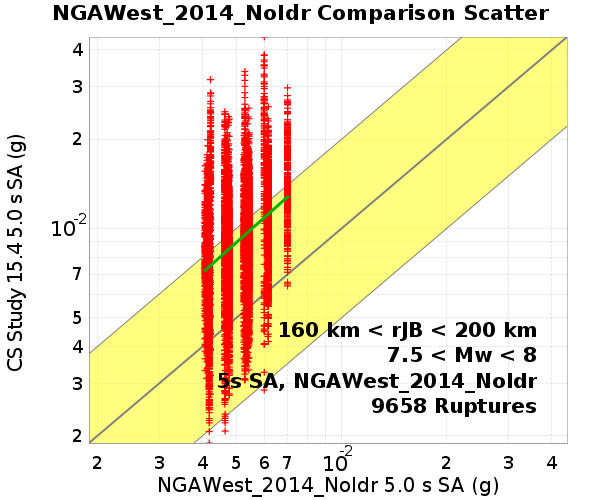 NGAWest_2014_NoIdr Comparison Scatter
CS Study 15.4 5.0 s SA (g)
4
3
2
10-2
7
5
4
3
2
160 km < rJB < 200 km
7.5 < Mw < 8
5s SA, NGAWest_2014_NoIdr
9658 Ruptures
2 3 4 5 6 7 10-2 2 3 4
NGAWest_2014_NoIdr 5.0 s SA (g)